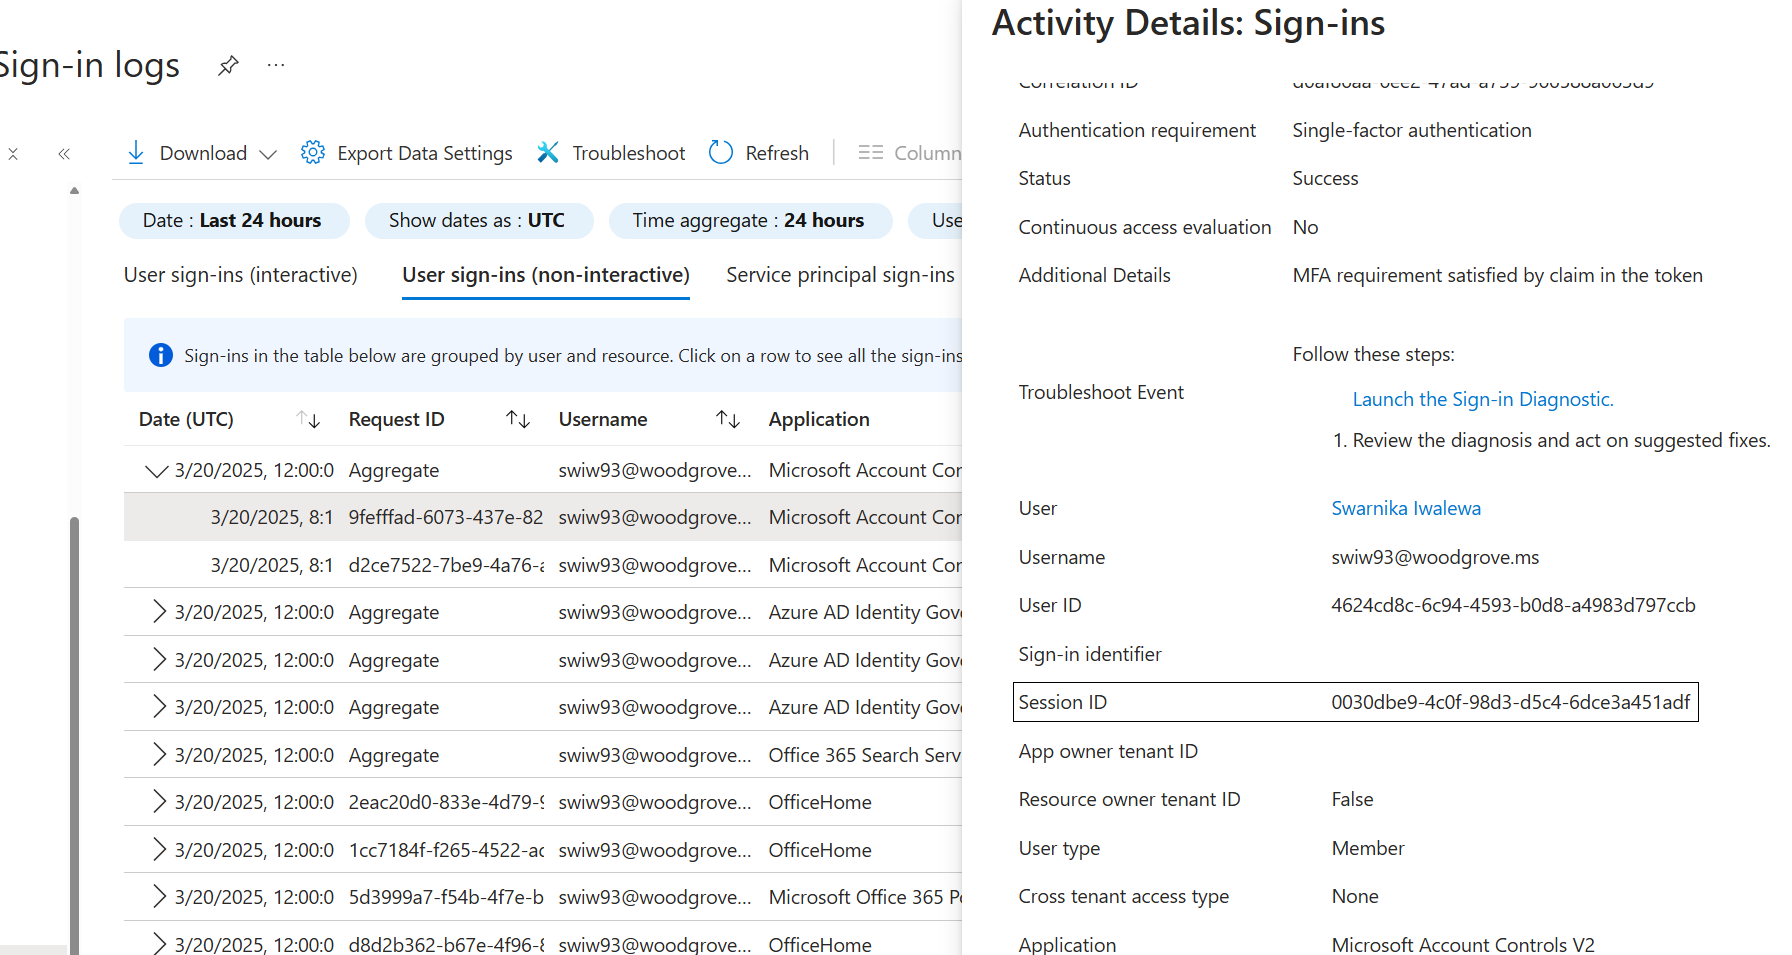 Sign-in logs
Download
Export Data Settings
Troubleshoot
Refresh
Column
Date : Last 24 hours
Show dates as : UTC
Time aggregate : 24 hours
Use
User sign-ins (interactive)
User sign-ins (non-interactive)
Service principal sign-ins
Sign-ins in the table below are grouped by user and resource. Click on a row to see all the sign-ins
Date (UTC) Request ID Username Application
3/20/2025, 12:00:0 Aggregate swiw93@woodgrove... Microsoft Account Cor
3/20/2025, 8:1 9fefffad-6073-437e-82 swiw93@woodgrove... Microsoft Account Cor
3/20/2025, 8:1 d2ce7522-7be9-4a76-a swiw93@woodgrove... Microsoft Account Cor
3/20/2025, 12:00:0 Aggregate swiw93@woodgrove... Azure AD Identity Gov
3/20/2025, 12:00:0 Aggregate swiw93@woodgrove... Azure AD Identity Gov
3/20/2025, 12:00:0 Aggregate swiw93@woodgrove... Azure AD Identity Gov
3/20/2025, 12:00:0 Aggregate swiw93@woodgrove... Office 365 Search Serv
3/20/2025, 12:00:0 2eac20d0-833e-4d79-9 swiw93@woodgrove... OfficeHome
3/20/2025, 12:00:0 1cc7184f-f265-4522-ac swiw93@woodgrove... OfficeHome
3/20/2025, 12:00:0 5d3999a7-f54b-4f7e-b swiw93@woodgrove... Microsoft Office 365 P
3/20/2025, 12:00:0 d8d2b362-b67e-4f96-8 swiw93@woodgrove... OfficeHome
Activity Details: Sign-ins
Correlation ID
Authentication requirement Single-factor authentication
Status Success
Continuous access evaluation No
Additional Details MFA requirement satisfied by claim in the token
Follow these steps:
Troubleshoot Event
Launch the Sign-in Diagnostic.
1. Review the diagnosis and act on suggested fixes.
User Swarnika Iwalewa
Username swiw93@woodgrove.ms
User ID 4624cd8c-6c94-4593-b0d8-a4983d797ccb
Sign-in identifier
Session ID 0030dbe9-4c0f-98d3-d5c4-6dce3a451adf
App owner tenant ID
Resource owner tenant ID False
User type Member
Cross tenant access type None
Application Microsoft Account Controls V2